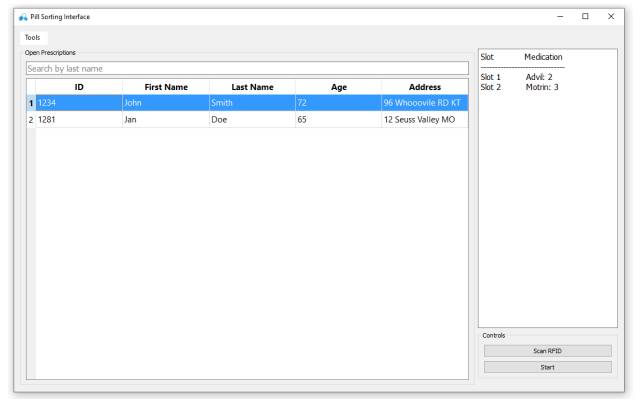 Pill Sorting Interface
Tools
Open Prescriptions
Search by last name
ID First Name Last Name Age Address
1 1234 John Smith 72 96 Whooovile RD KT
2 1281 Jan Doe 65 12 Seuss Valley MO
Slot Medication
------------------------------
Slot 1 Advil: 2
Slot 2 Motrin: 3
Controls
Scan RFID
Start